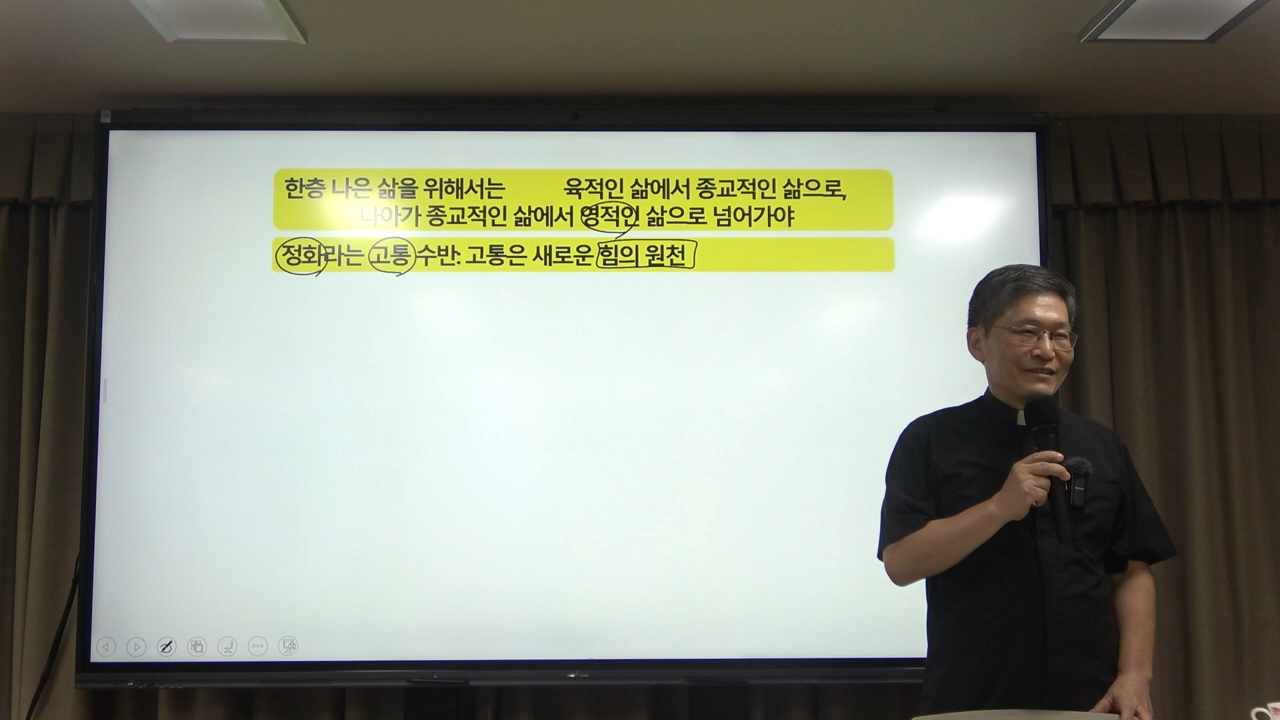 한층 나은 삶을 위해서는 육적인 삶에서 종교적인 삶으로,
나아가 종교적인 삶에서 영적인 삶으로 넘어가야
정화라는 고통 수반: 고통은 새로운 힘의 원천